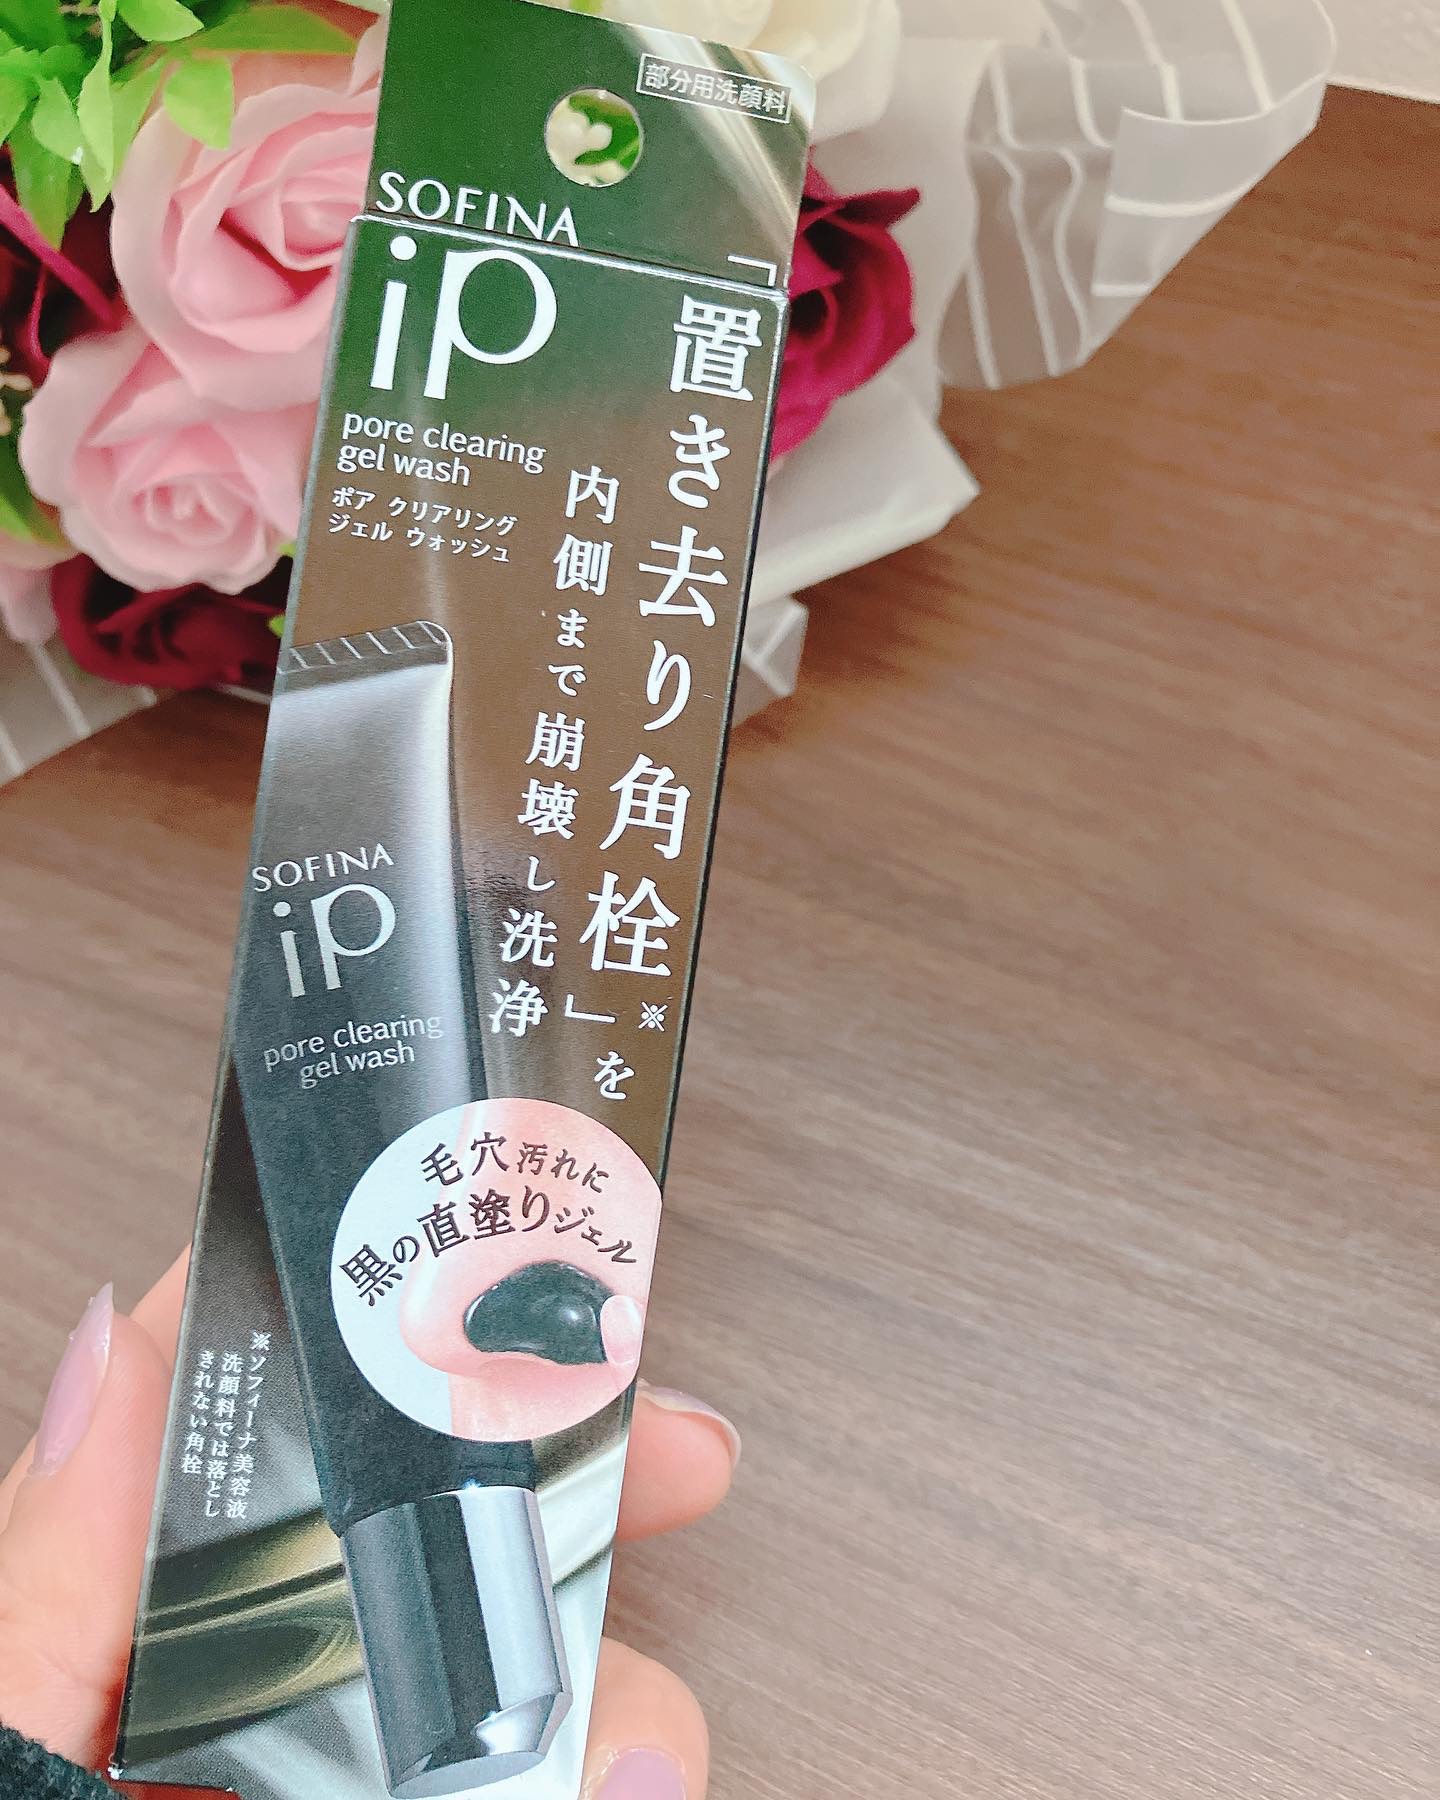 部分用洗顔料
SOFINA
ip
pore clearing
gel wash
ポア クリアリング
ジェル ウォッシュ
「置き去り角栓※」を
内側まで崩壊し洗浄
SOFINA
ip
pore clearing
gel wash
毛穴汚れに
黒の直塗りジェル
※ソフィーナ美容液
洗顔料では落とし
きれない角栓